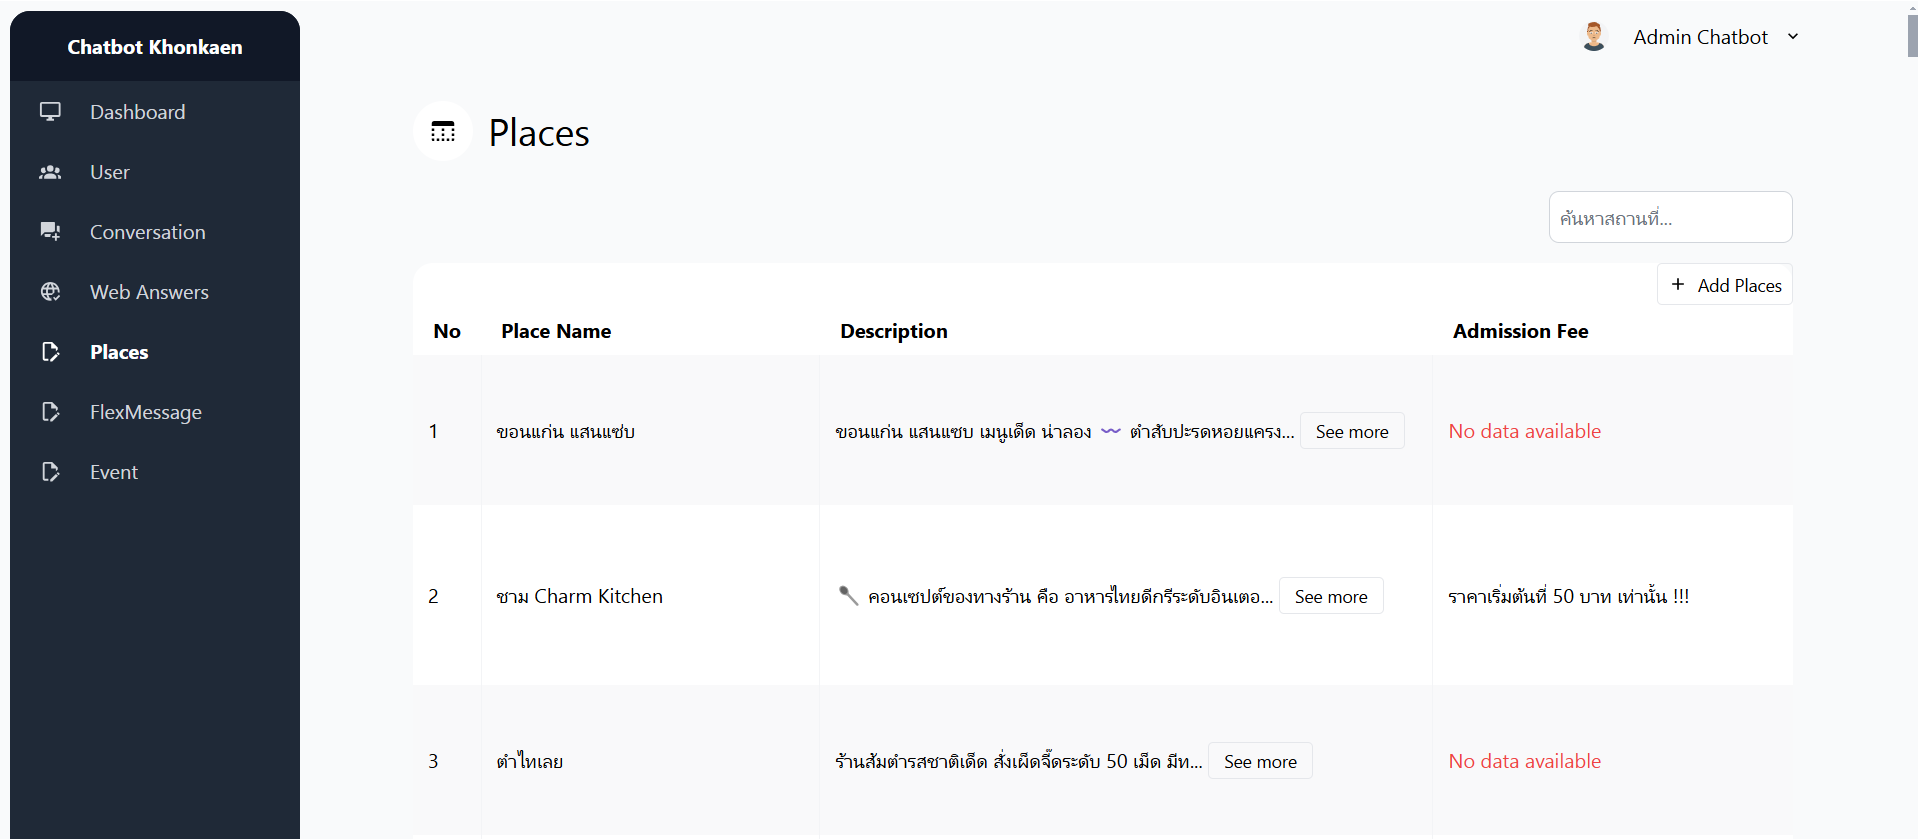 Chatbot Khonkaen
Admin Chatbot
Dashboard
User
Conversation
Web Answers
Places
FlexMessage
Event
Places
ค้นหาสถานที่...
+ Add Places
No Place Name Description Admission Fee
1 ขอนแก่น แสนแซ่บ ขอนแก่น แสนแซบ เมนูเด็ด น่าลอง 〰️ ตำสับปะรดหอยแครง... See more No data available
2 ชาม Charm Kitchen 🥄 คอนเซปต์ของทางร้าน คือ อาหารไทยดีกรีระดับอินเตอ... See more ราคาเริ่มต้นที่ 50 บาท เท่านั้น !!!
3 ตำไทเลย ร้านส้มตำรสชาติเด็ด สั่งเผ็ดจี๊ดระดับ 50 เม็ด มีท... See more No data available